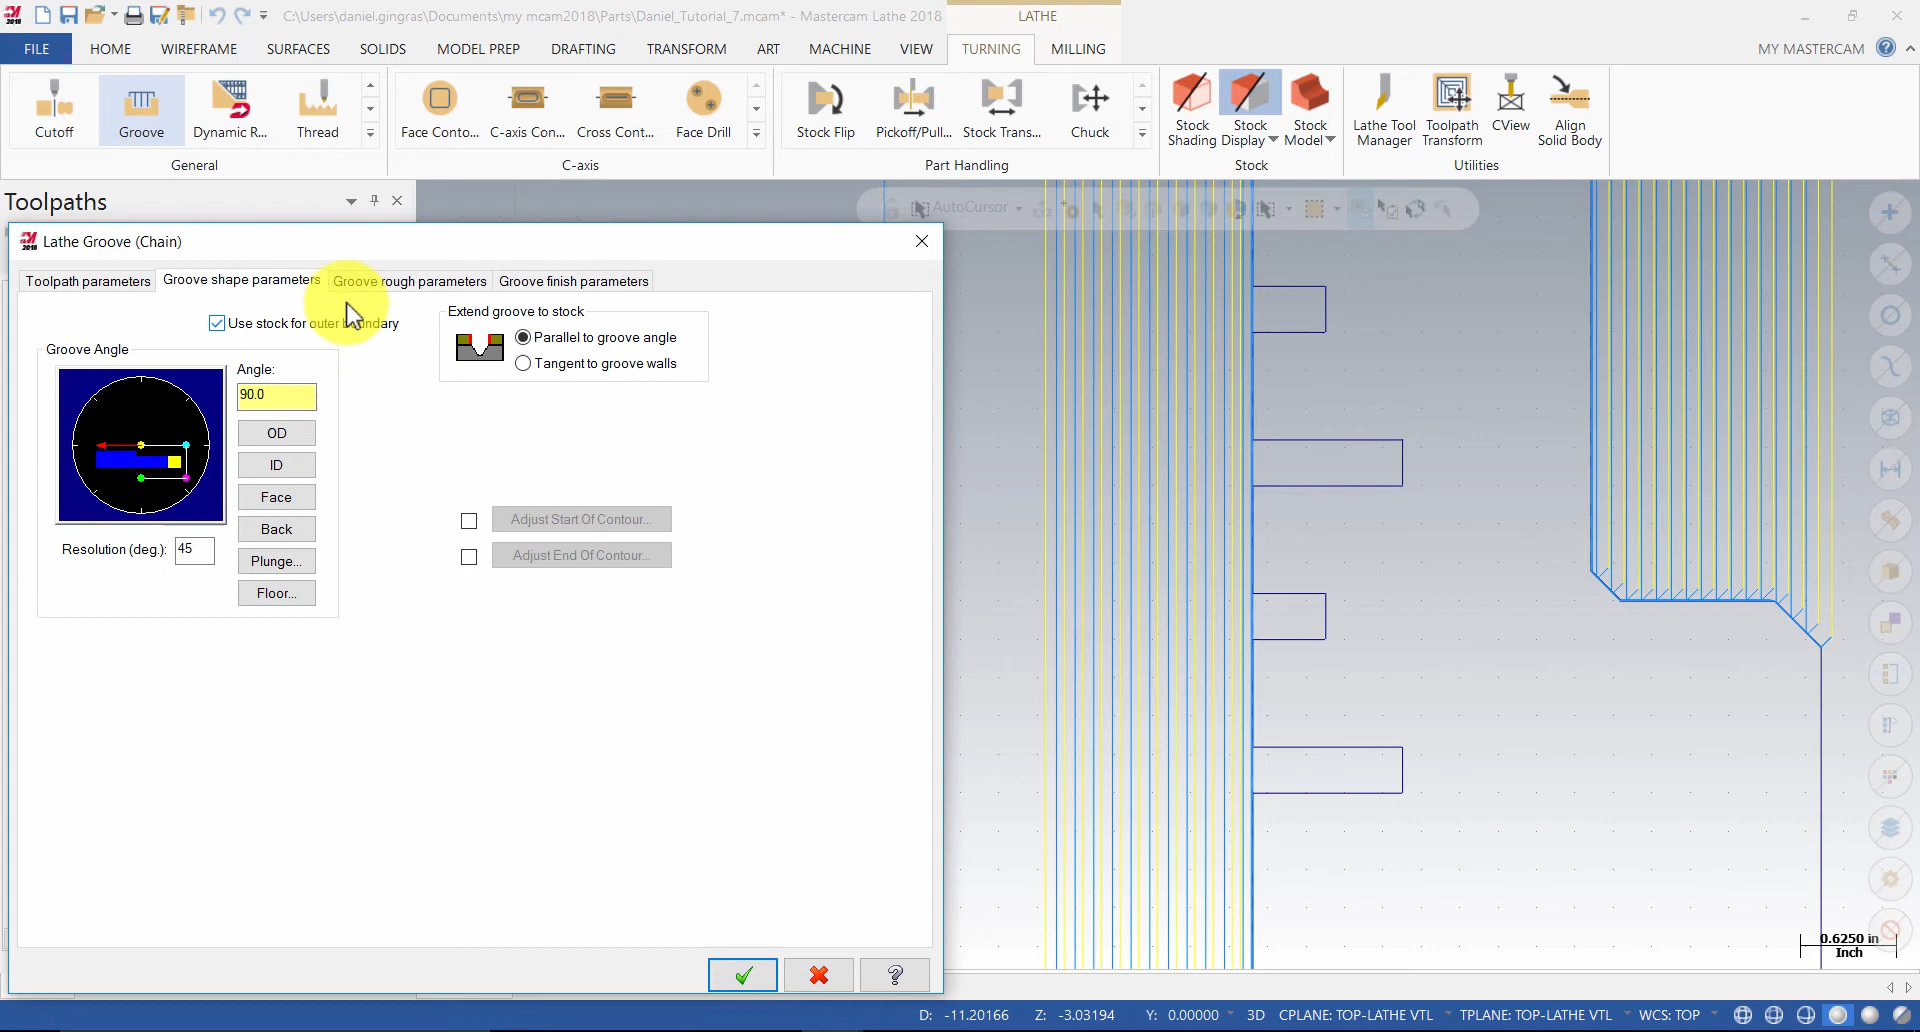 C:\Users\daniel.gingras\Documents\my mcam2018\Parts\Daniel_Tutorial_7.mcam* - Mastercam Lathe 2018
LATHE
FILE HOME WIREFRAME SURFACES SOLIDS MODEL PREP DRAFTING TRANSFORM ART MACHINE VIEW TURNING MILLING MY MASTERCAM
Cutoff Groove Dynamic R... Thread Face Conto... C-axis Con... Cross Cont... Face Drill Stock Flip Pickoff/Pull... Stock Trans... Chuck
Stock Shading Stock Display Stock Model Lathe Tool Manager Toolpath Transform CView Align Solid Body
General C-axis Part Handling Stock Utilities
Toolpaths
AutoCursor
2018 Lathe Groove (Chain)
Toolpath parameters Groove shape parameters Groove rough parameters Groove finish parameters
Use stock for outer boundary
Extend groove to stock
Parallel to groove angle
Tangent to groove walls
Groove Angle
Angle:
90.0
OD
ID
Face
Back
Plunge...
Floor...
Resolution (deg.): 45
Adjust Start Of Contour...
Adjust End Of Contour...
0.6250 in
Inch
D: -11.20166 Z: -3.03194 Y: 0.00000 3D CPLANE: TOP-LATHE VTL TPLANE: TOP-LATHE VTL WCS: TOP